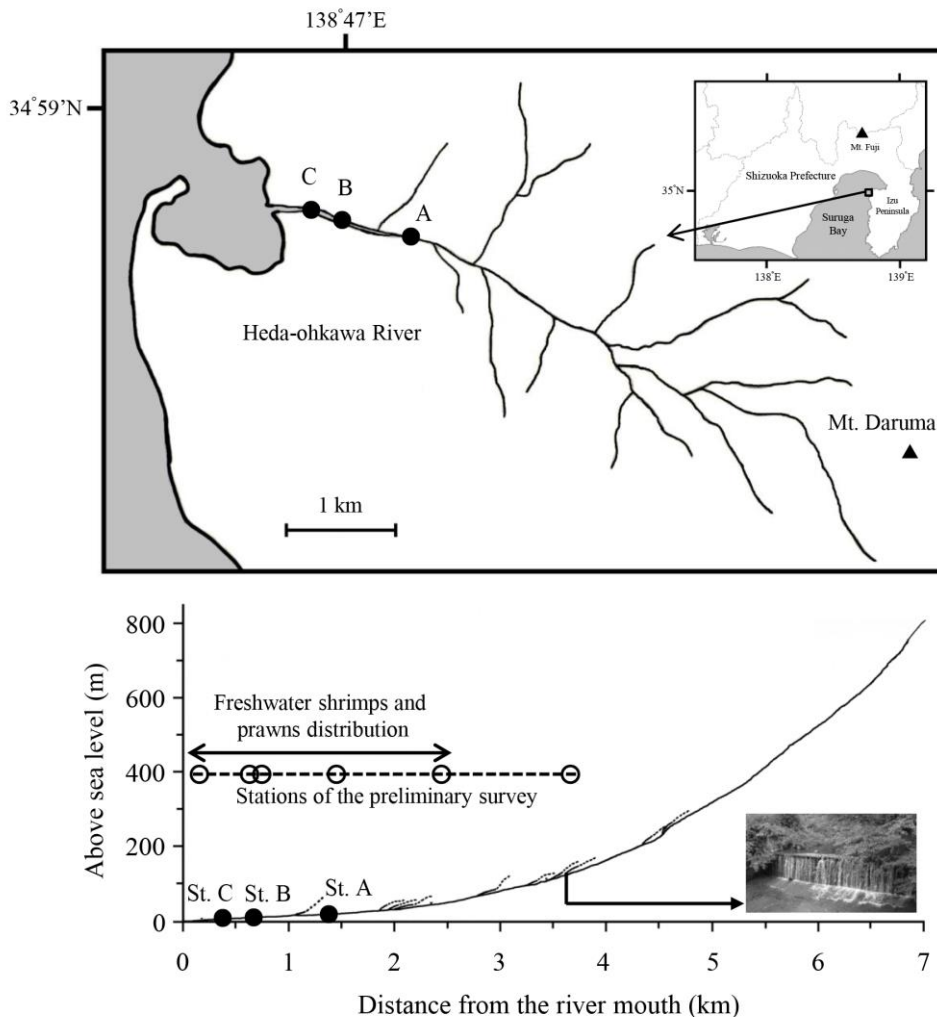 138°47'E
34°59'N
C
B
A
Heda-ohkawa River
1 km
Mt. Daruma
Mt. Fuji
Shizuoka Prefecture
35°N
Izu
Peninsula
Suruga
Bay
138°E
139°E
Above sea level (m)
800
600
400
200
0
Freshwater shrimps and
prawns distribution
Stations of the preliminary survey
St. C
St. B
St. A
0
1
2
3
4
5
6
7
Distance from the river mouth (km)